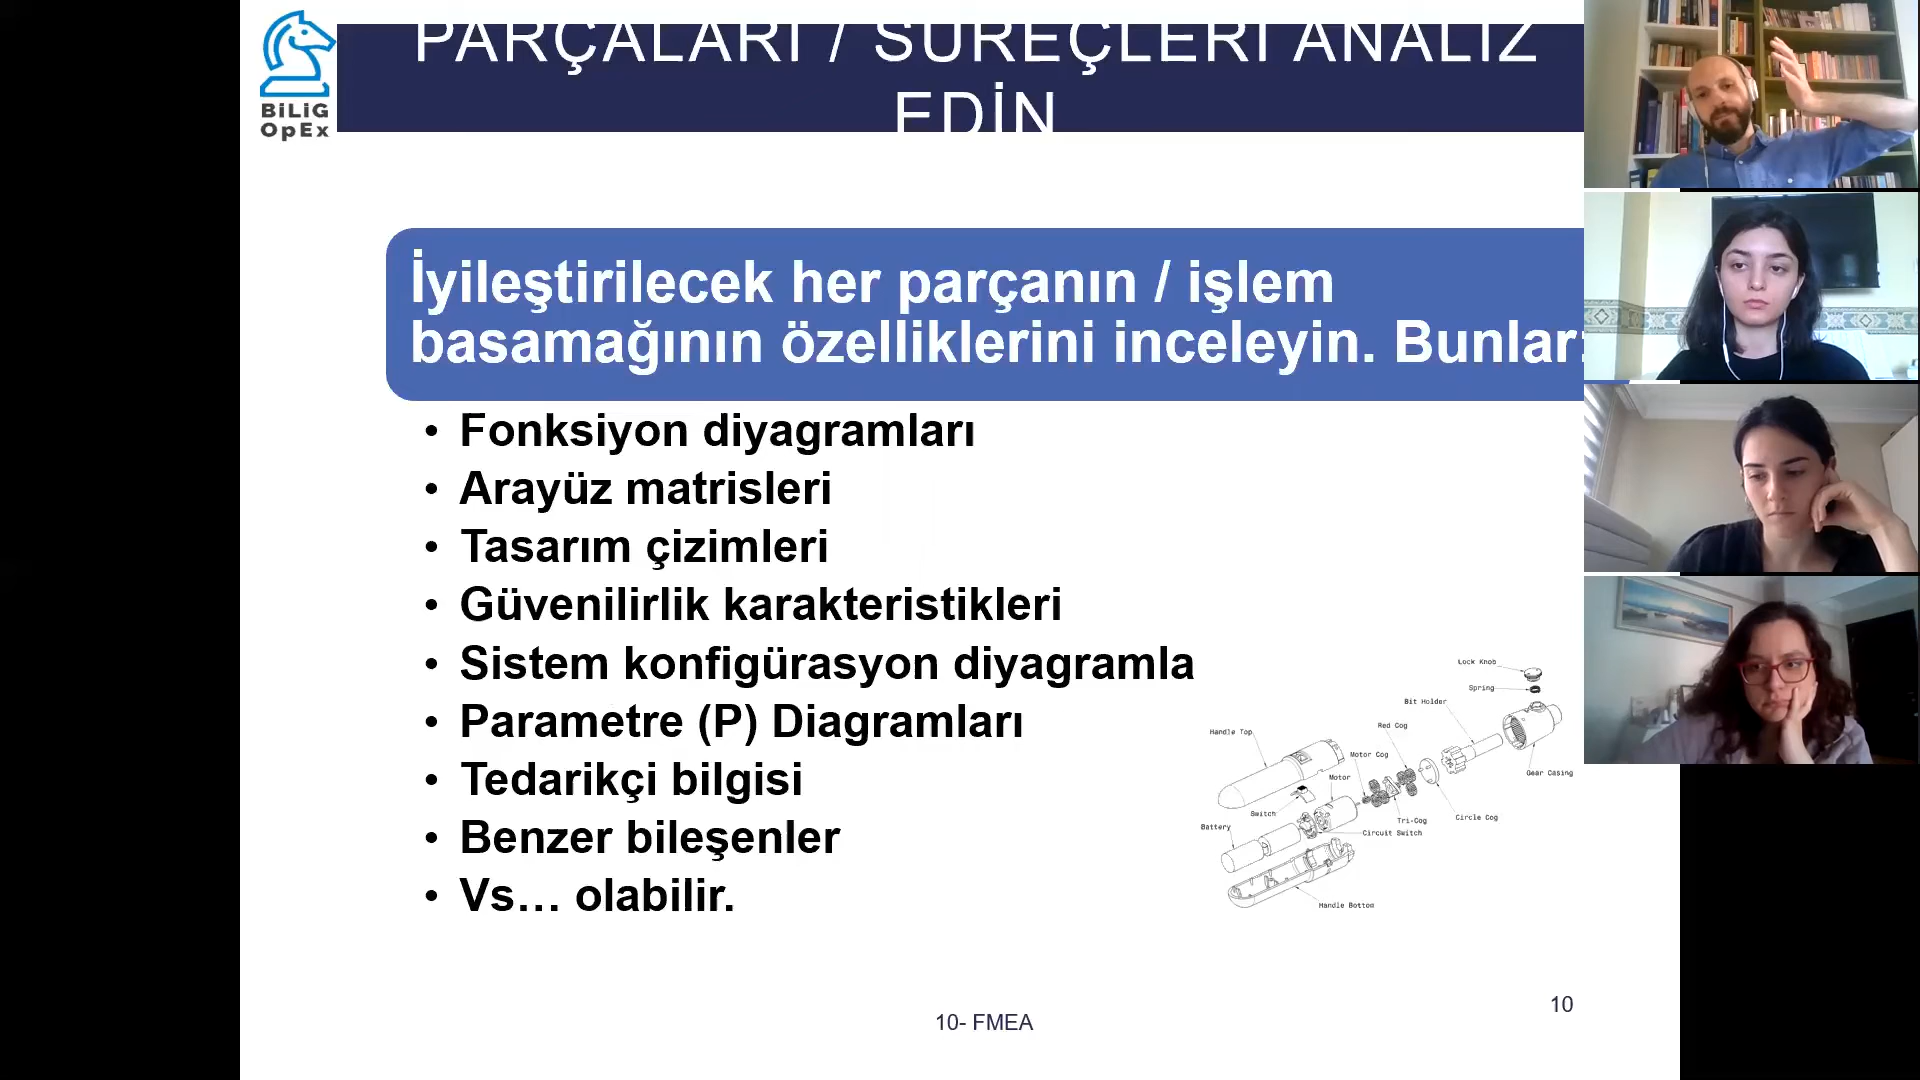 BiLiG
OpEx
PARÇALARI / SÜREÇLERİ ANALİZ
EDİN
İyileştirilecek her parçanın / işlem
basamağının özelliklerini inceleyin. Bunlar:
• Fonksiyon diyagramları
• Arayüz matrisleri
• Tasarım çizimleri
• Güvenilirlik karakteristikleri
• Sistem konfigürasyon diyagramla
• Parametre (P) Diagramları
• Tedarikçi bilgisi
• Benzer bileşenler
• Vs... olabilir.
Lock Knob
Spring
Bit Holder
Red Cog
Handle Top
Motor Cog
Gear Casing
Motor
Switch
Circle Cog
Tri-Cog
Battery
Circuit Switch
Handle Bottom
10
10- FMEA